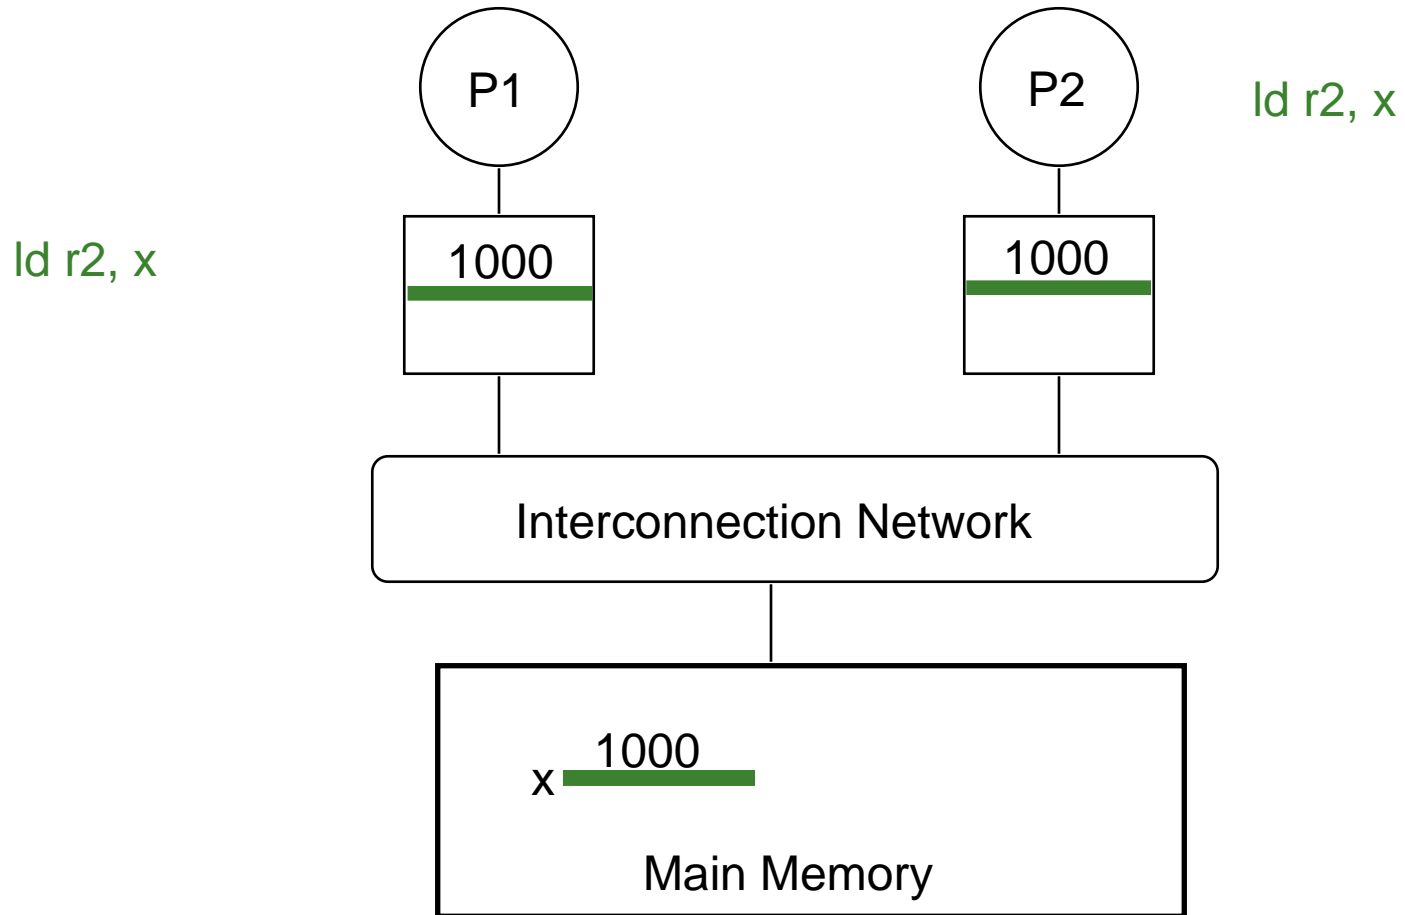 P1
P2
ld r2, x
ld r2, x
1000
1000
Interconnection Network
1000
x
Main Memory